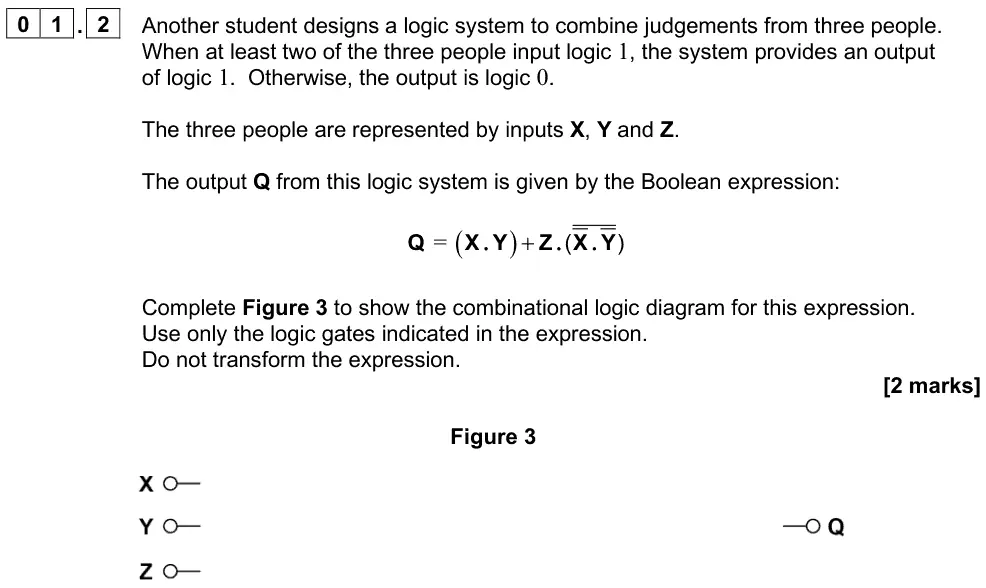 0 1 . 2 Another student designs a logic system to combine judgements from three people.
When at least two of the three people input logic 1, the system provides an output
of logic 1. Otherwise, the output is logic 0.
The three people are represented by inputs X, Y and Z.
The output Q from this logic system is given by the Boolean expression:
$Q = (X . Y) + Z . (\overline{\overline{X} . \overline{Y}})$
Complete Figure 3 to show the combinational logic diagram for this expression.
Use only the logic gates indicated in the expression.
Do not transform the expression.
[2 marks]
Figure 3
X
Y
Q
Z